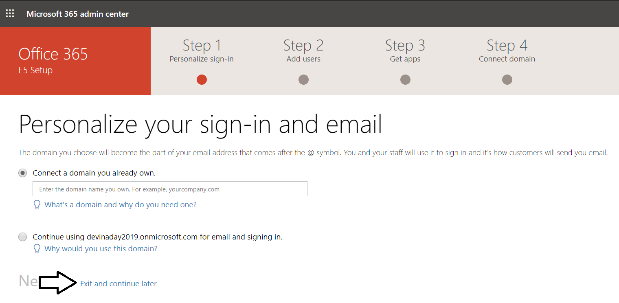 Microsoft 365 admin center
Office 365
E5 Setup
Step 1
Personalize sign-in
Step 2
Add users
Step 3
Get apps
Step 4
Connect domain
Personalize your sign-in and email
The domain you choose will become the part of your email address that comes after the @ symbol. You and your staff will use it to sign in and it's how customers will send you email.
Connect a domain you already own.
Enter the domain name you own. For example, yourcompany.com
What's a domain and why do you need one?
Continue using devinaday2019.onmicrosoft.com for email and signing in.
Why would you use this domain?
Ne Exit and continue later